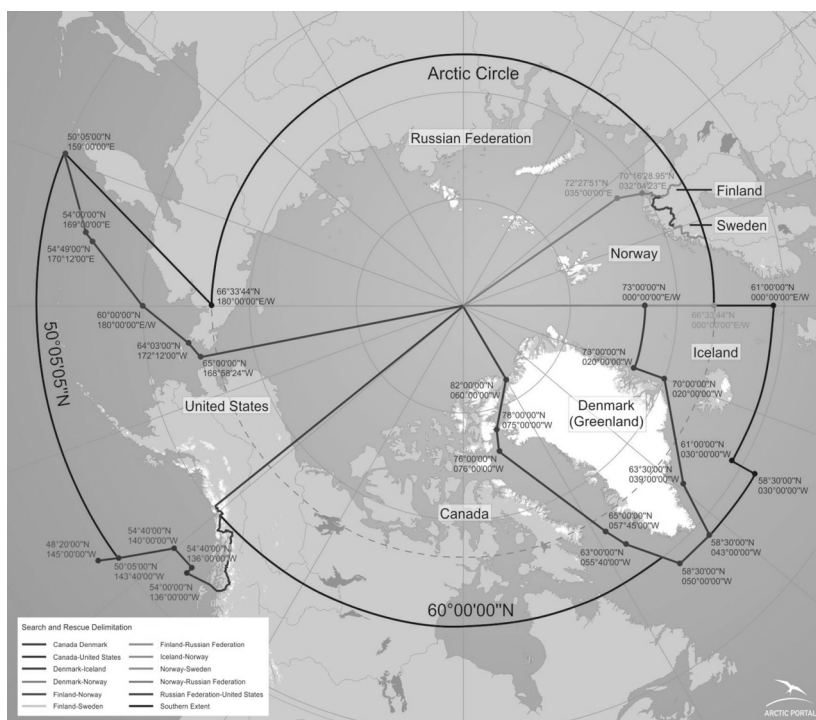 Arctic Circle
50°05'00"N
159°00'00"E
Russian Federation
72°27'51"N
035°00'00"E
70°16'28.95"N
032°04'23"E
Finland
Sweden
54°00'00"N
169°00'00"E
54°49'00"N
170°12'00"E
Norway
66°33'44"N
180°00'00"E/W
73°00'00"N
000°00'00"E/W
61°00'00"N
000°00'00"E/W
60°00'00"N
180°00'00"E/W
66°33'44"N
000°00'00"E/W
50°05'05"N
64°03'00"N
172°12'00"W
65°00'00"N
168°58'24"W
73°00'00"N
020°00'00"W
Iceland
70°00'00"N
020°00'00"W
82°00'00"N
060°00'00"W
United States
Denmark
(Greenland)
78°00'00"N
075°00'00"W
61°00'00"N
030°00'00"W
76°00'00"N
076°00'00"W
63°30'00"N
039°00'00"W
58°30'00"N
030°00'00"W
Canada
65°00'00"N
057°45'00"W
54°40'00"N
140°00'00"W
48°20'00"N
145°00'00"W
54°40'00"N
136°00'00"W
63°00'00"N
055°40'00"W
58°30'00"N
043°00'00"W
50°05'00"N
143°40'00"W
58°30'00"N
050°00'00"W
54°00'00"N
136°00'00"W
60°00'00"N
Search and Rescue Delimitation
Canada Denmark
Canada-United States
Denmark-Iceland
Denmark-Norway
Finland-Norway
Finland-Sweden
Finland-Russian Federation
Iceland-Norway
Norway-Sweden
Norway-Russian Federation
Russian Federation-United States
Southern Extent
ARCTIC PORTAL